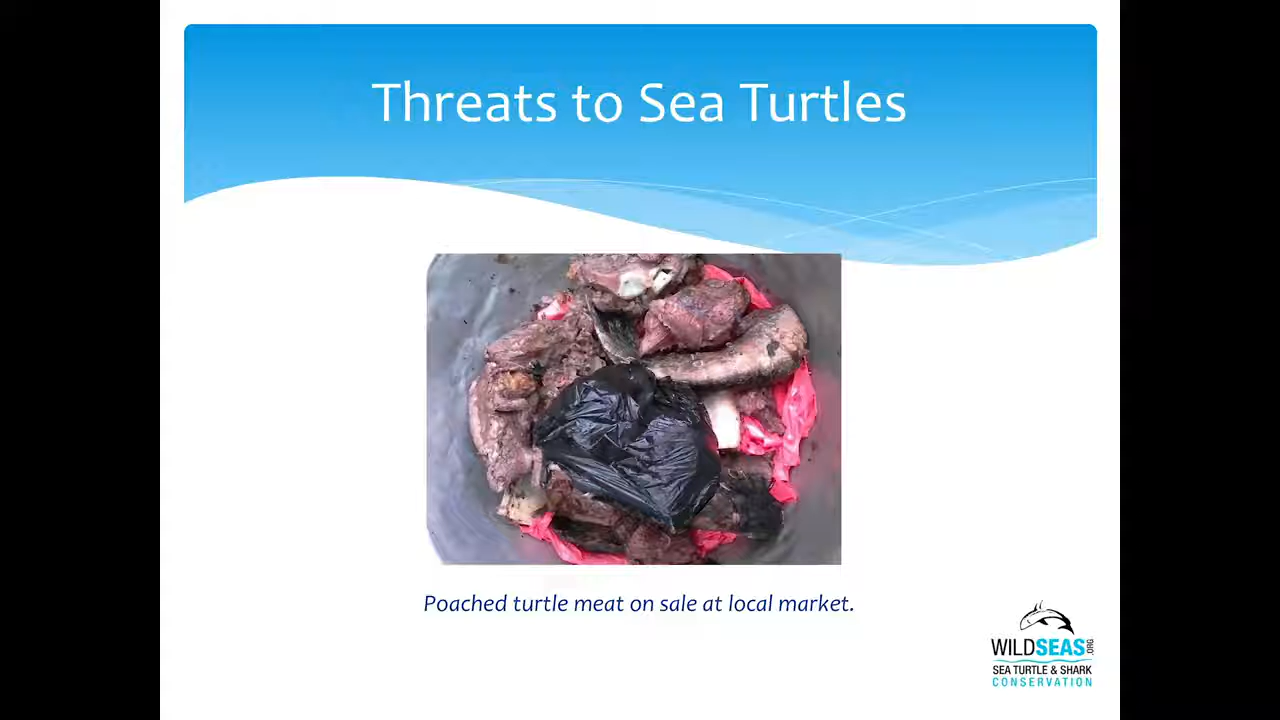 Threats to Sea Turtles
Poached turtle meat on sale at local market.
WILDSEAS.ORG
SEA TURTLE & SHARK
CONSERVATION